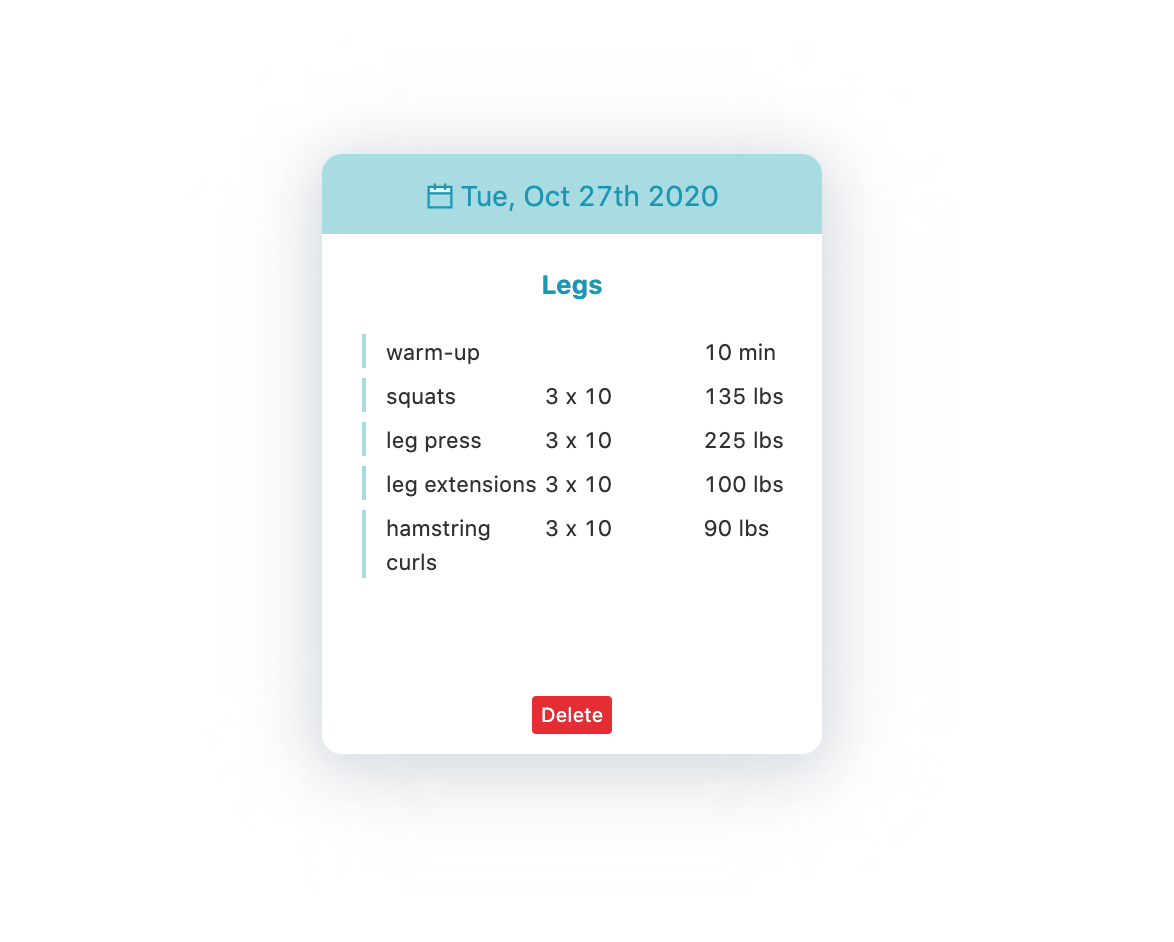 Tue, Oct 27th 2020
Legs
warm-up 10 min
squats 3 x 10 135 lbs
leg press 3 x 10 225 lbs
leg extensions 3 x 10 100 lbs
hamstring 3 x 10 90 lbs
curls
Delete